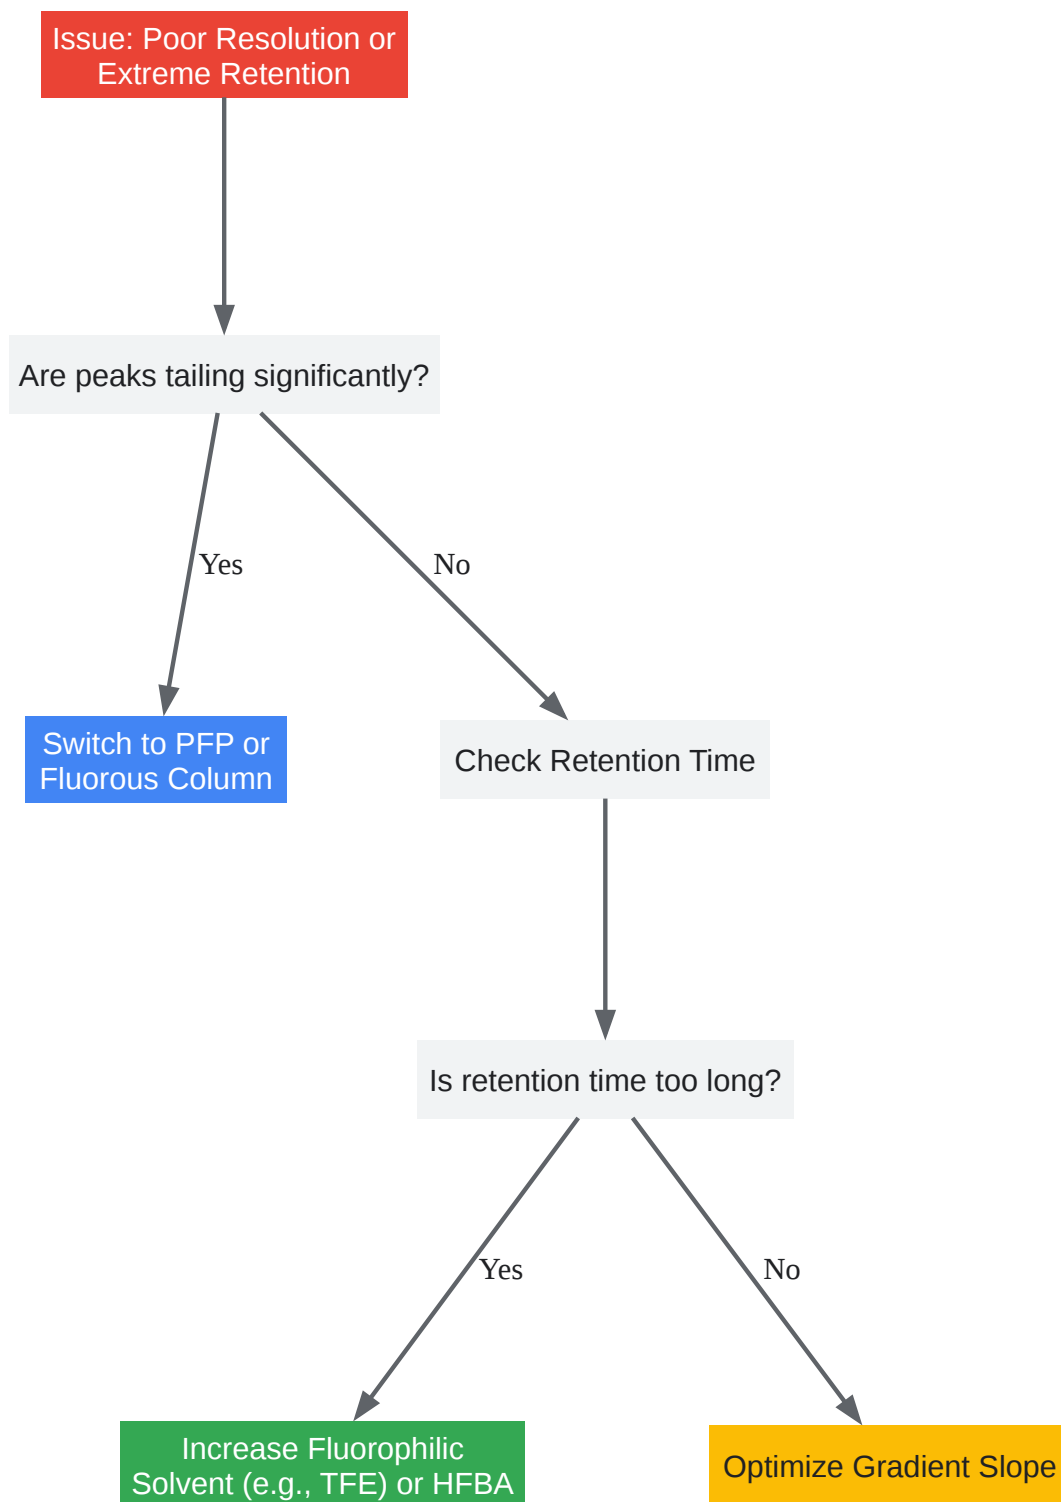 Issue: Poor Resolution or
Extreme Retention
Are peaks tailing significantly?
Yes
No
Switch to PFP or
Fluorous Column
Check Retention Time
Is retention time too long?
Yes
No
Increase Fluorophilic
Solvent (e.g., TFE) or HFBA
Optimize Gradient Slope